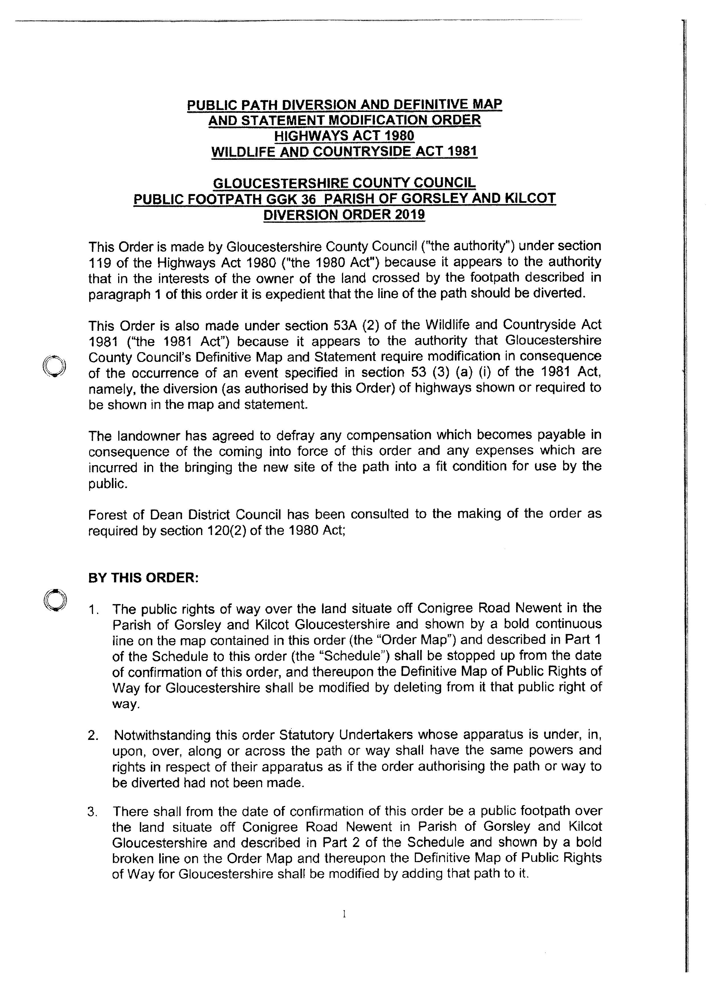 PUBLIC PATH DIVERSION AND DEFINITIVE MAP
AND STATEMENT MODIFICATION ORDER
HIGHWAYS ACT 1980
WILDLIFE AND COUNTRYSIDE ACT 1981
GLOUCESTERSHIRE COUNTY COUNCIL
PUBLIC FOOTPATH GGK 36 PARISH OF GORSLEY AND KILCOT
DIVERSION ORDER 2019
This Order is made by Gloucestershire County Council ("the authority") under section
119 of the Highways Act 1980 ("the 1980 Act") because it appears to the authority
that in the interests of the owner of the land crossed by the footpath described in
paragraph 1 of this order it is expedient that the line of the path should be diverted.
This Order is also made under section 53A (2) of the Wildlife and Countryside Act
1981 (“the 1981 Act”) because it appears to the authority that Gloucestershire
County Council's Definitive Map and Statement require modification in consequence
of the occurrence of an event specified in section 53 (3) (a) (i) of the 1981 Act,
namely, the diversion (as authorised by this Order) of highways shown or required to
be shown in the map and statement.
The landowner has agreed to defray any compensation which becomes payable in
consequence of the coming into force of this order and any expenses which are
incurred in the bringing the new site of the path into a fit condition for use by the
public.
Forest of Dean District Council has been consulted to the making of the order as
required by section 120(2) of the 1980 Act;
BY THIS ORDER:
1. The public rights of way over the land situate off Conigree Road Newent in the
Parish of Gorsley and Kilcot Gloucestershire and shown by a bold continuous
line on the map contained in this order (the “Order Map”) and described in Part 1
of the Schedule to this order (the “Schedule”) shall be stopped up from the date
of confirmation of this order, and thereupon the Definitive Map of Public Rights of
Way for Gloucestershire shall be modified by deleting from it that public right of
way.
2. Notwithstanding this order Statutory Undertakers whose apparatus is under, in,
upon, over, along or across the path or way shall have the same powers and
rights in respect of their apparatus as if the order authorising the path or way to
be diverted had not been made.
3. There shall from the date of confirmation of this order be a public footpath over
the land situate off Conigree Road Newent in Parish of Gorsley and Kilcot
Gloucestershire and described in Part 2 of the Schedule and shown by a bold
broken line on the Order Map and thereupon the Definitive Map of Public Rights
of Way for Gloucestershire shall be modified by adding that path to it.
1